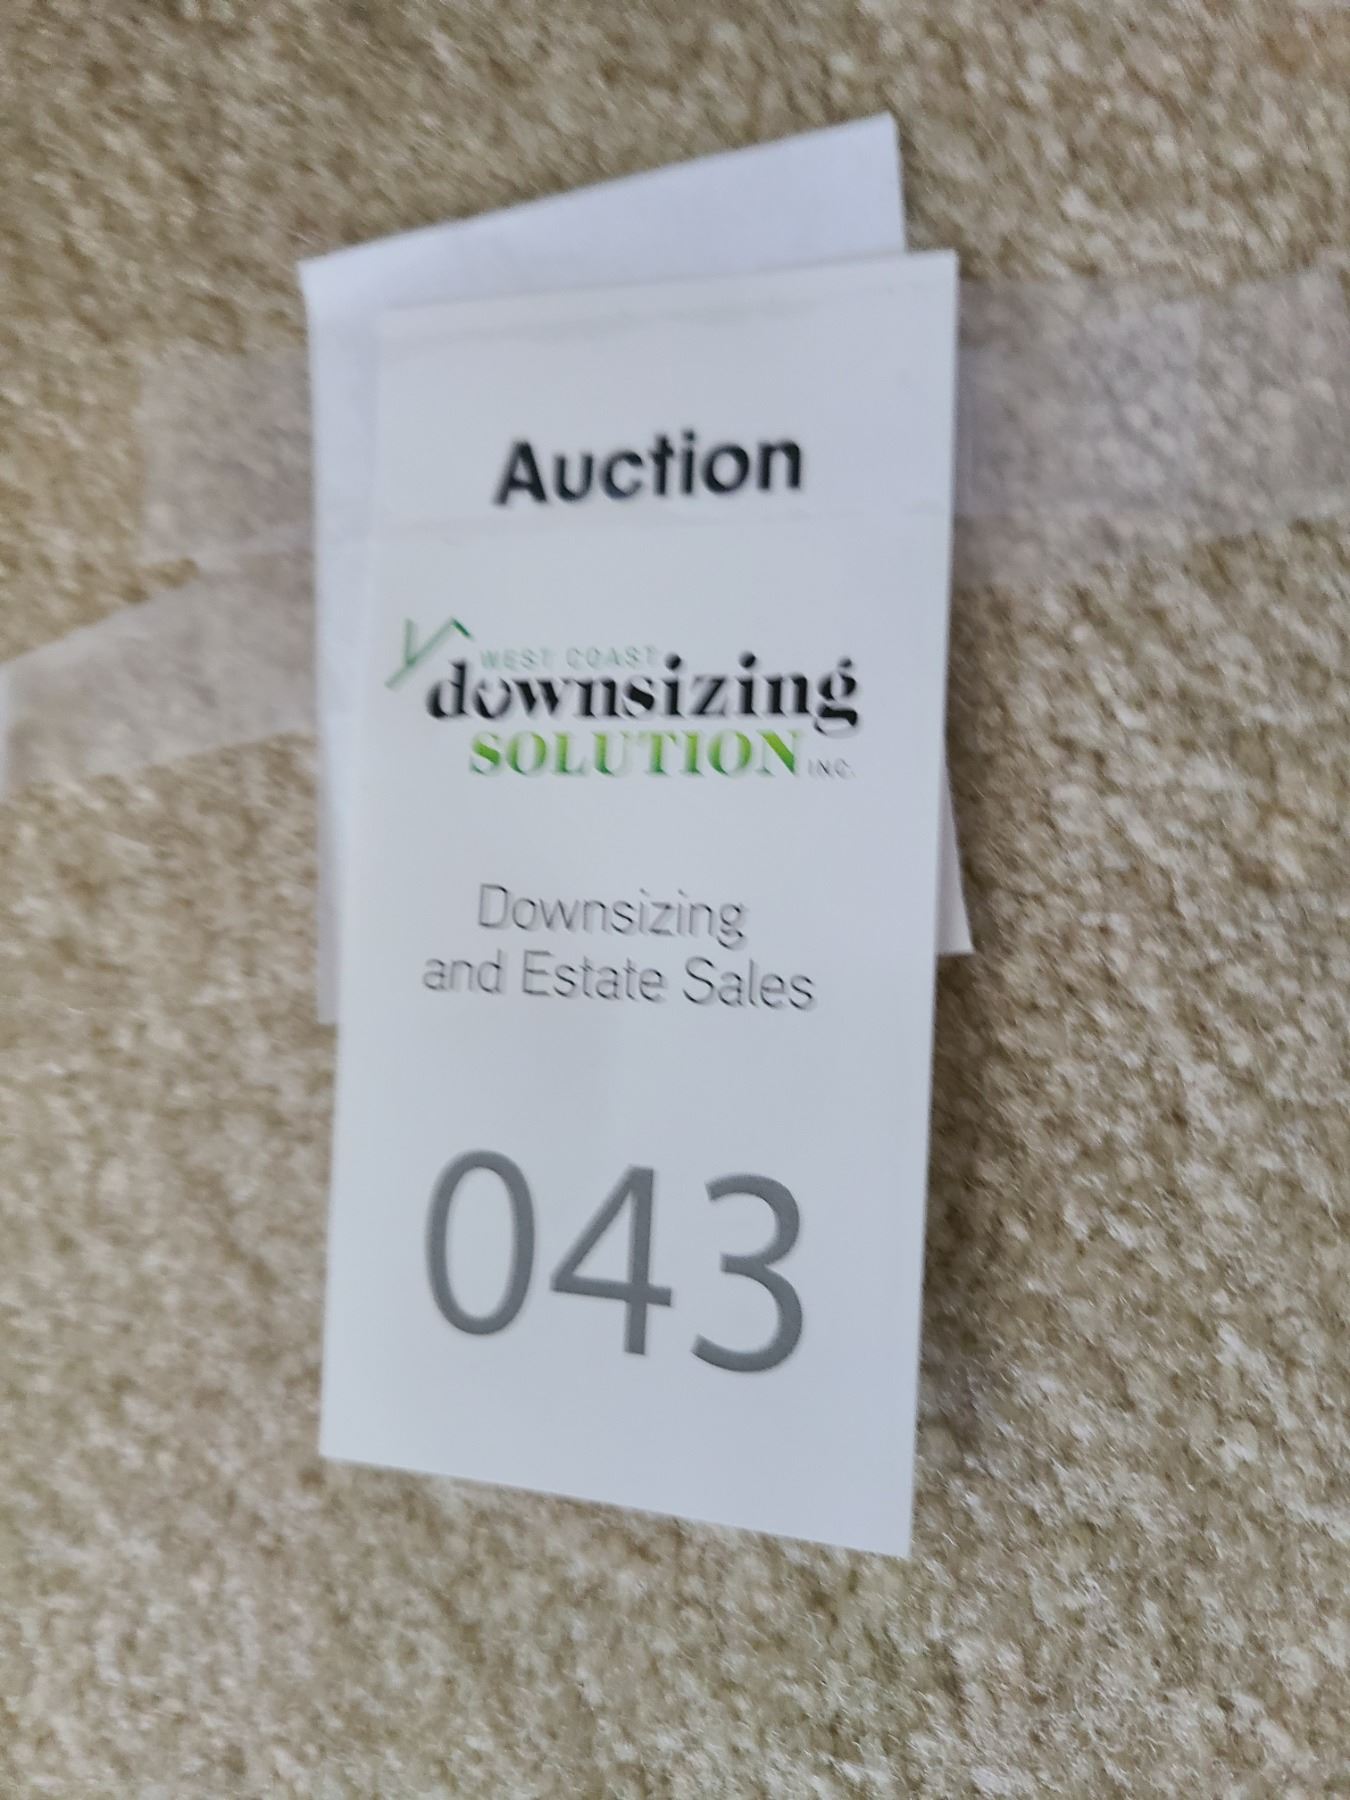 Auction
WEST COAST
downsizing
SOLUTION INC.
Downsizing
and Estate Sales
043